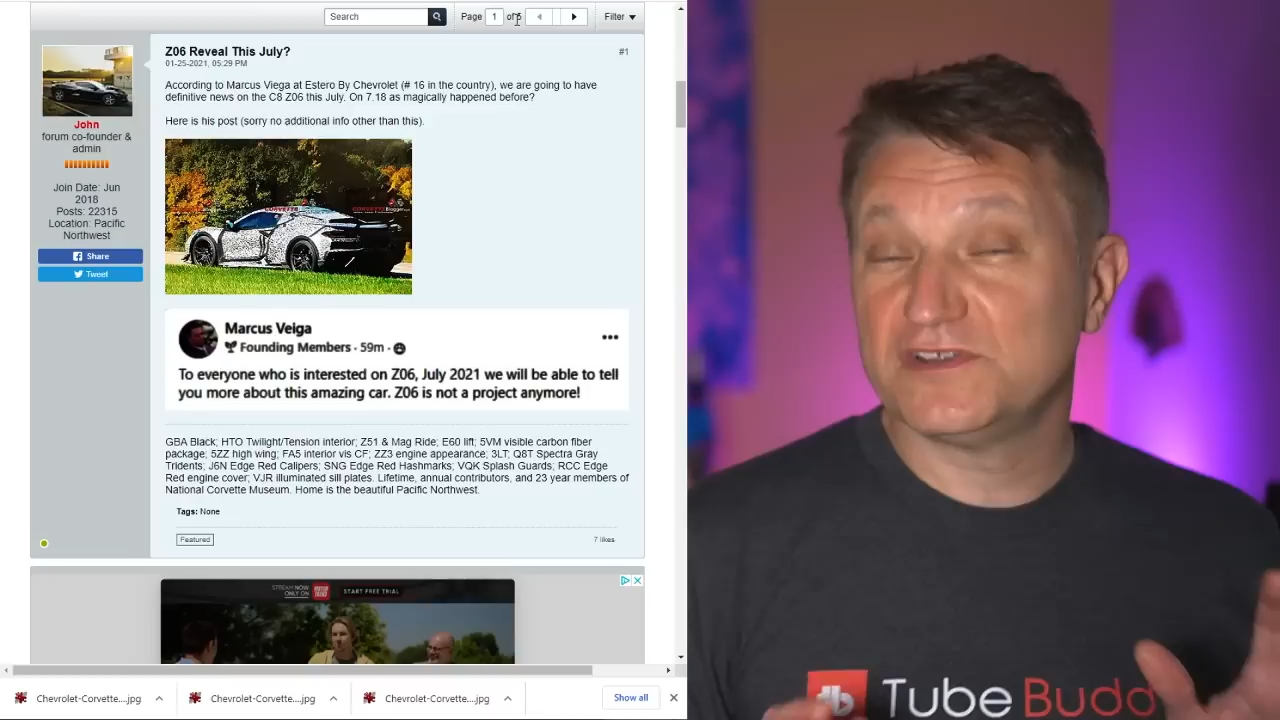 Search
Page 1 of 5
Filter
Z06 Reveal This July?
#1
01-25-2021, 05:29 PM
According to Marcus Viega at Estero By Chevrolet (# 16 in the country), we are going to have
definitive news on the C8 Z06 this July. On 7.18 as magically happened before?
Here is his post (sorry no additional info other than this).
John
forum co-founder &
admin
Join Date: Jun
2018
Posts: 22315
Location: Pacific
Northwest
Share
Tweet
Marcus Veiga
Founding Members · 59m ·
To everyone who is interested on Z06, July 2021 we will be able to tell
you more about this amazing car. Z06 is not a project anymore!
GBA Black; HTO Twilight/Tension interior; Z51 & Mag Ride; E60 lift; 5VM visible carbon fiber
package; 5ZZ high wing; FA5 interior vis CF; ZZ3 engine appearance; 3LT; Q8T Spectra Gray
Tridents; J6N Edge Red Calipers; SNG Edge Red Hashmarks; VQK Splash Guards; RCC Edge
Red engine cover; VJR illuminated sill plates. Lifetime, annual contributors, and 23 year members of
National Corvette Museum. Home is the beautiful Pacific Northwest.
Tags: None
Featured
7 likes
STREAM NOW
ONLY ON
MOTOR
TREND
START FREE TRIAL
Chevrolet-Corvette....jpg
Chevrolet-Corvette....jpg
Chevrolet-Corvette....jpg
Show all
TubeBudd